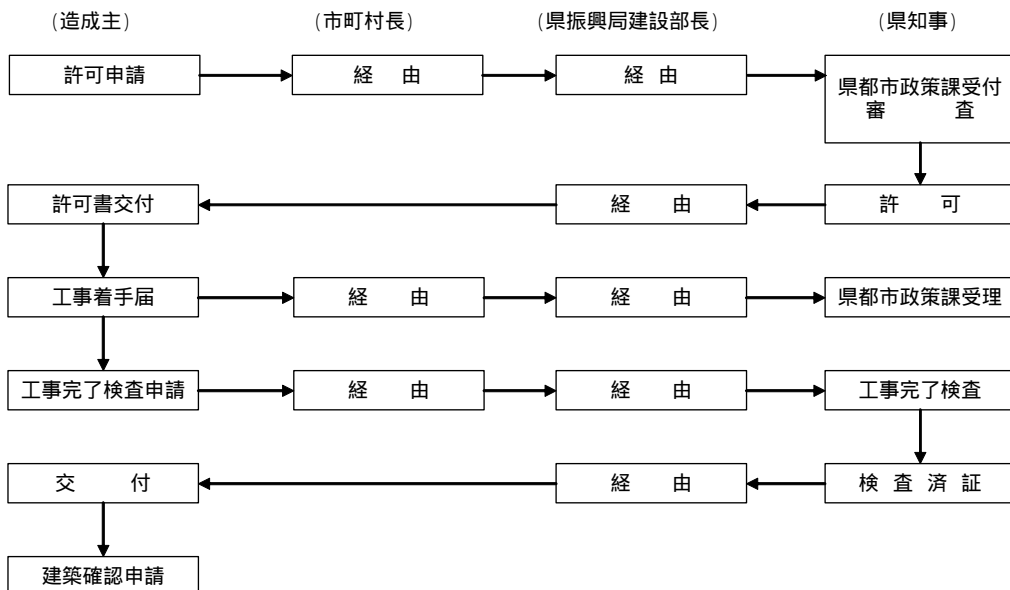 (造成主)
(市町村長)
(県振興局建設部長)
(県知事)
許可申請
経 由
経 由
県都市政策課受付
審 査
許可書交付
経 由
許 可
工事着手届
経 由
経 由
県都市政策課受理
工事完了検査申請
経 由
経 由
工事完了検査
交 付
経 由
検 査 済 証
建築確認申請